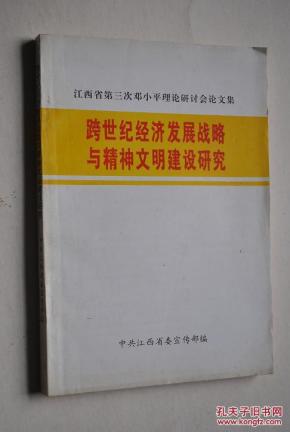 江西省第三次邓小平理论研讨会论文集
跨世纪经济发展战略
与精神文明建设研究
中共江西省委宣传部编
孔夫子旧书网